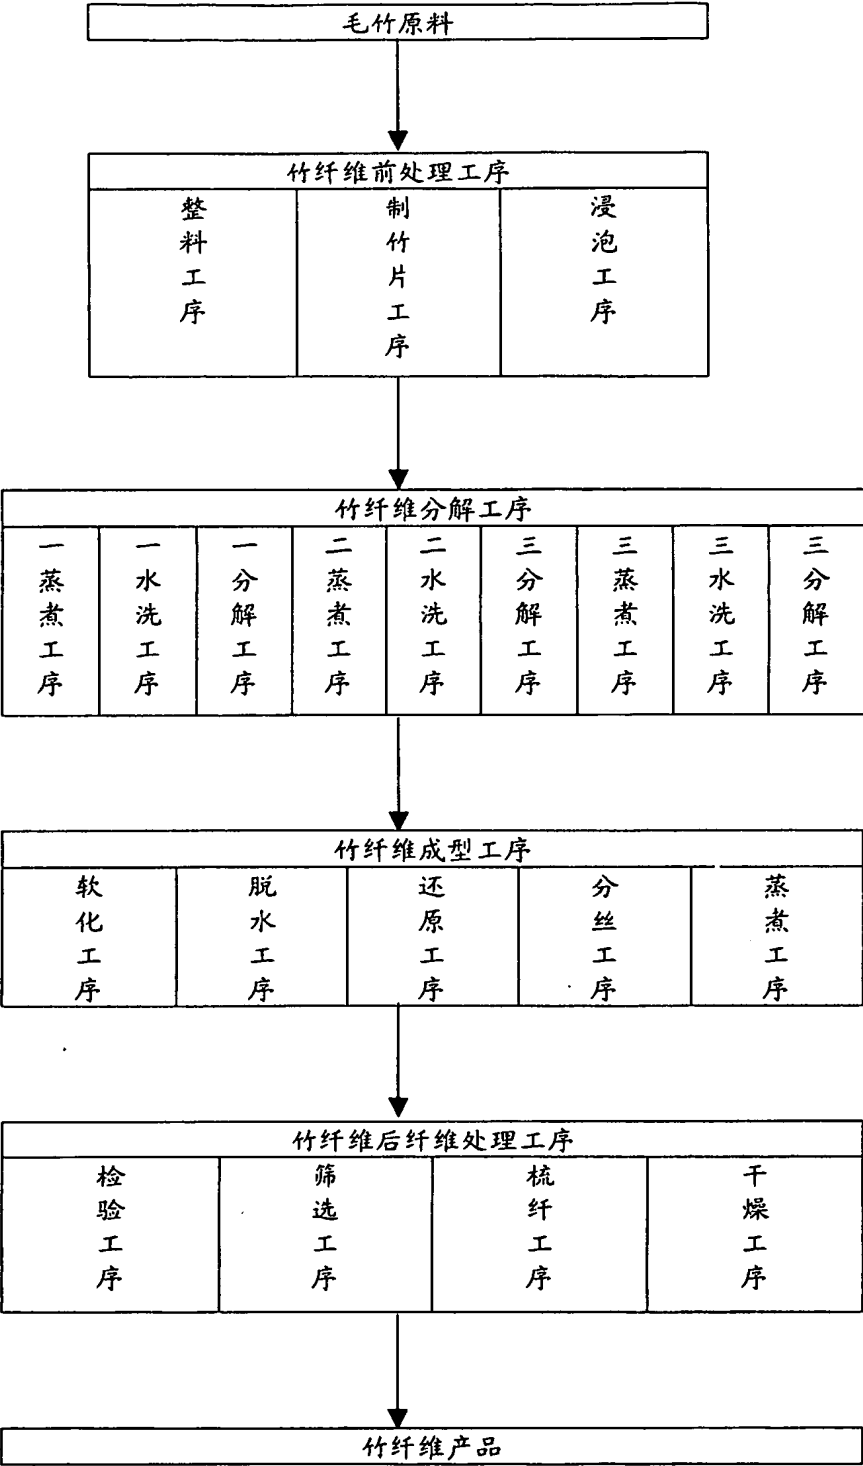 毛竹原料
竹纤维前处理工序
整料工序
制竹片工序
浸泡工序
竹纤维分解工序
一蒸煮工序
一水洗工序
一分解工序
二蒸煮工序
二水洗工序
三分解工序
三蒸煮工序
三水洗工序
三分解工序
竹纤维成型工序
软化工序
脱水工序
还原工序
分丝工序
蒸煮工序
竹纤维后纤维处理工序
检验工序
筛选工序
梳纤工序
干燥工序
竹纤维产品